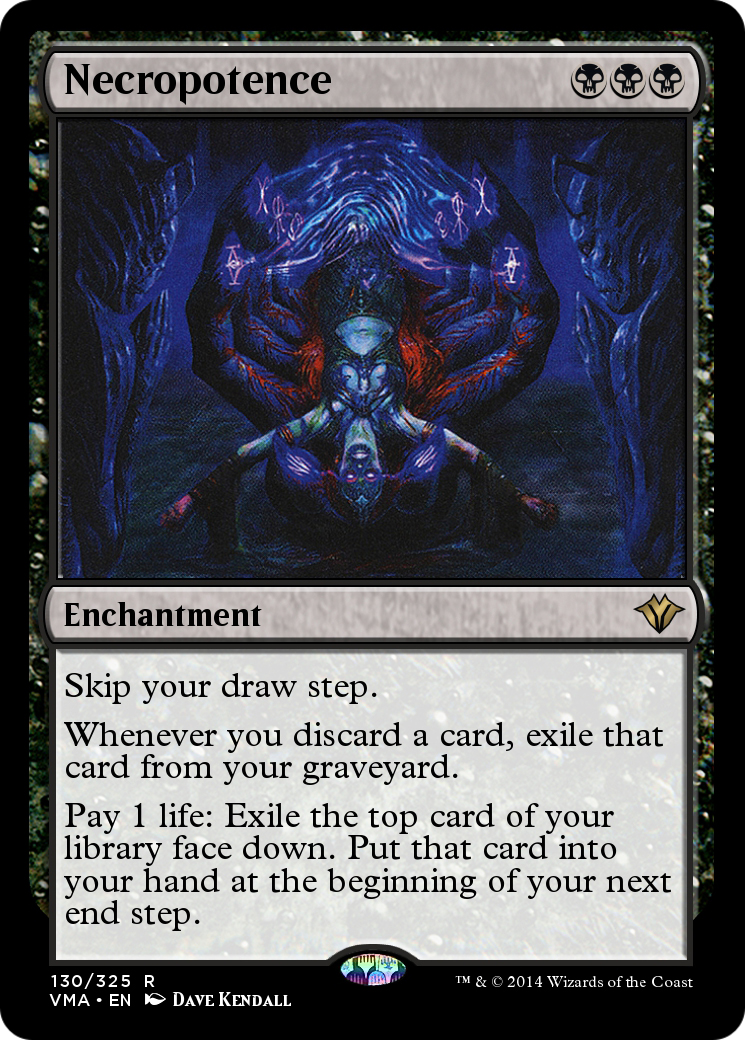 Necropotence
Enchantment
Skip your draw step.
Whenever you discard a card, exile that
card from your graveyard.
Pay 1 life: Exile the top card of your
library face down. Put that card into
your hand at the beginning of your next
end step.
130/325 R
VMA • EN Dave Kendall
™ & © 2014 Wizards of the Coast